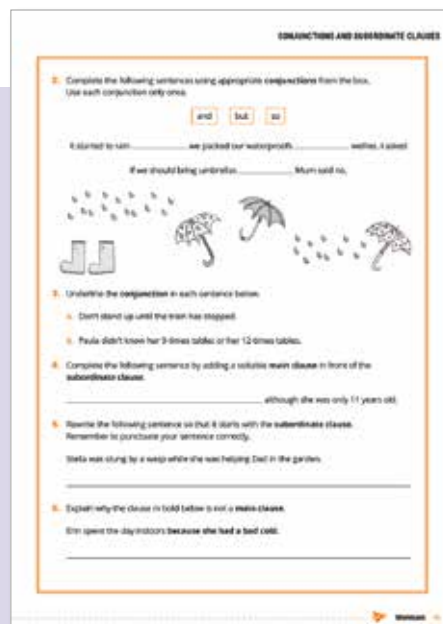 CONJUNCTIONS AND SUBORDINATE CLAUSES
2. Complete the following sentences using appropriate conjunctions from the box.
Use each conjunction only once.
and but so
It started to rain we packed our waterproofs wellies. I asked
if we should bring umbrellas Mum said no.
3. Underline the conjunction in each sentence below.
a. Don't stand up until the train has stopped.
b. Paula didn't know her 9-times tables or her 12-times tables.
4. Complete the following sentence by adding a suitable main clause in front of the
subordinate clause.
although she was only 11 years old.
5. Rewrite the following sentence so that it starts with the subordinate clause.
Remember to punctuate your sentence correctly.
Stella was stung by a wasp while she was helping Dad in the garden.
6. Explain why the clause in bold below is not a main clause.
Erin spent the day indoors because she had a bad cold.